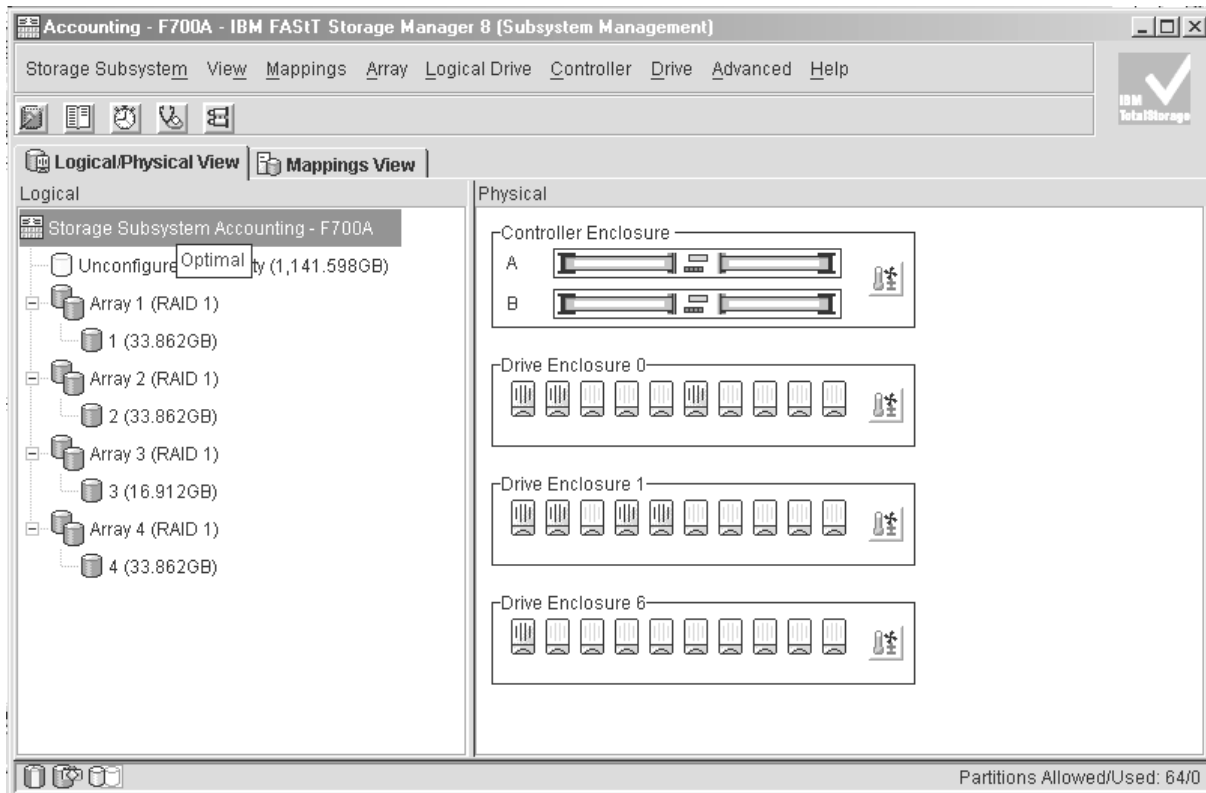 Accounting - F700A - IBM FAStT Storage Manager 8 (Subsystem Management)
Storage Subsystem View Mappings Array Logical Drive Controller Drive Advanced Help
IBM
TotalStorage
Logical/Physical View Mappings View
Logical
Storage Subsystem Accounting - F700A
Optimal
Unconfigure ty (1,141.598GB)
Array 1 (RAID 1)
1 (33.862GB)
Array 2 (RAID 1)
2 (33.862GB)
Array 3 (RAID 1)
3 (16.912GB)
Array 4 (RAID 1)
4 (33.862GB)
Physical
Controller Enclosure
A
B
Drive Enclosure 0
Drive Enclosure 1
Drive Enclosure 6
Partitions Allowed/Used: 64/0